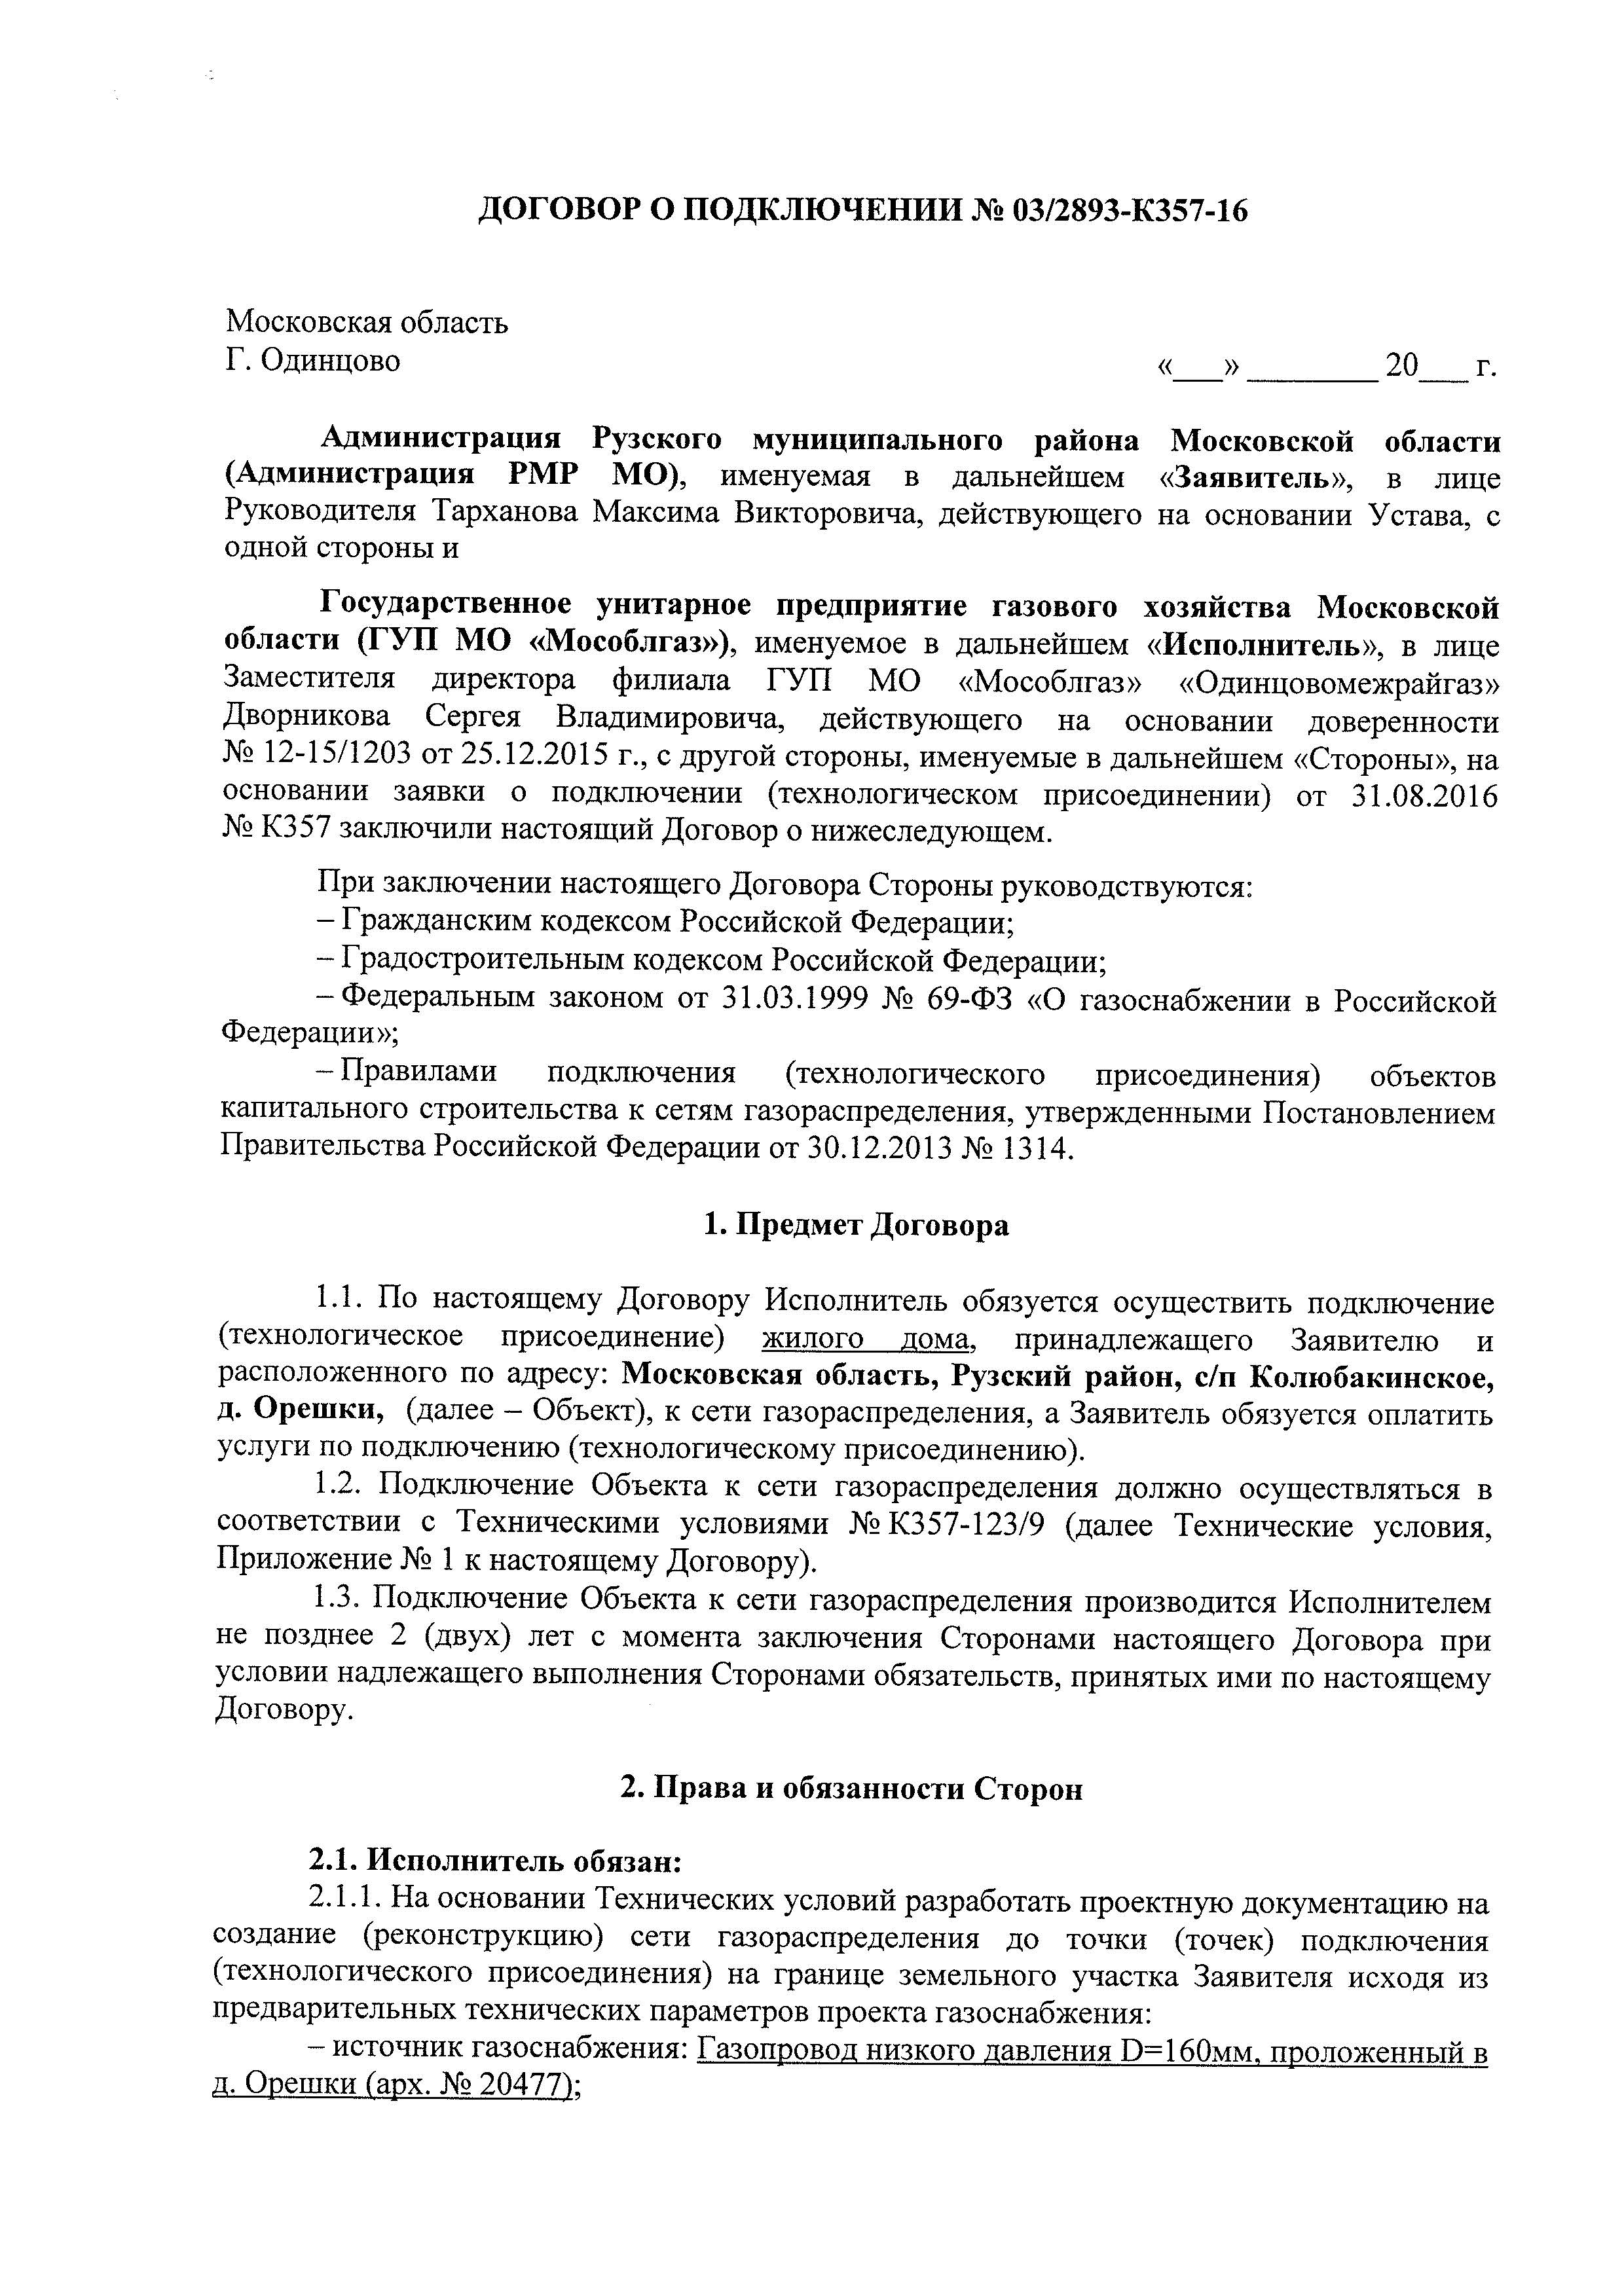 ДОГОВОР О ПОДКЛЮЧЕНИИ № 03/2893-К357-16
Московская область
Г. Одинцово
«___» ________ 20___ г.
Администрация Рузского муниципального района Московской области
(Администрация РМР МО), именуемая в дальнейшем «Заявитель», в лице
Руководителя Тарханова Максима Викторовича, действующего на основании Устава, с
одной стороны и
Государственное унитарное предприятие газового хозяйства Московской
области (ГУП МО «Мособлгаз»), именуемое в дальнейшем «Исполнитель», в лице
Заместителя директора филиала ГУП МО «Мособлгаз» «Одинцовомежрайгаз»
Дворникова Сергея Владимировича, действующего на основании доверенности
№ 12-15/1203 от 25.12.2015 г., с другой стороны, именуемые в дальнейшем «Стороны», на
основании заявки о подключении (технологическом присоединении) от 31.08.2016
№ К357 заключили настоящий Договор о нижеследующем.
При заключении настоящего Договора Стороны руководствуются:
– Гражданским кодексом Российской Федерации;
– Градостроительным кодексом Российской Федерации;
– Федеральным законом от 31.03.1999 № 69-ФЗ «О газоснабжении в Российской
Федерации»;
– Правилами подключения (технологического присоединения) объектов
капитального строительства к сетям газораспределения, утвержденными Постановлением
Правительства Российской Федерации от 30.12.2013 № 1314.
1. Предмет Договора
1.1. По настоящему Договору Исполнитель обязуется осуществить подключение
(технологическое присоединение) жилого дома, принадлежащего Заявителю и
расположенного по адресу: Московская область, Рузский район, с/п Колюбакинское,
д. Орешки, (далее – Объект), к сети газораспределения, а Заявитель обязуется оплатить
услуги по подключению (технологическому присоединению).
1.2. Подключение Объекта к сети газораспределения должно осуществляться в
соответствии с Техническими условиями № К357-123/9 (далее Технические условия,
Приложение № 1 к настоящему Договору).
1.3. Подключение Объекта к сети газораспределения производится Исполнителем
не позднее 2 (двух) лет с момента заключения Сторонами настоящего Договора при
условии надлежащего выполнения Сторонами обязательств, принятых ими по настоящему
Договору.
2. Права и обязанности Сторон
2.1. Исполнитель обязан:
2.1.1. На основании Технических условий разработать проектную документацию на
создание (реконструкцию) сети газораспределения до точки (точек) подключения
(технологического присоединения) на границе земельного участка Заявителя исходя из
предварительных технических параметров проекта газоснабжения:
– источник газоснабжения: Газопровод низкого давления D=160мм, проложенный в
д. Орешки (арх. № 20477);